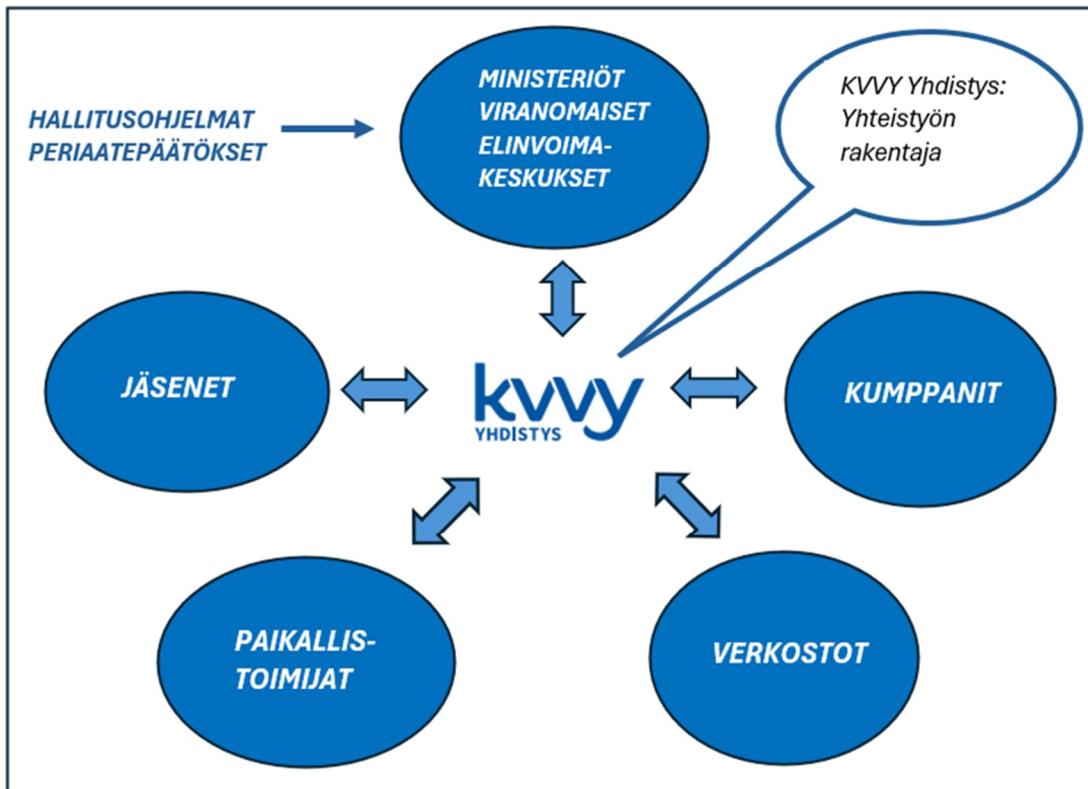 HALLITUSOHJELMAT
PERIAATEPÄÄTÖKSET
MINISTERIÖT
VIRANOMAISET
ELINVOIMA-
KESKUKSET
KVVY Yhdistys:
Yhteistyön
rakentaja
JÄSENET
kvvy
YHDISTYS
KUMPPANIT
PAIKALLIS-
TOIMIJAT
VERKOSTOT